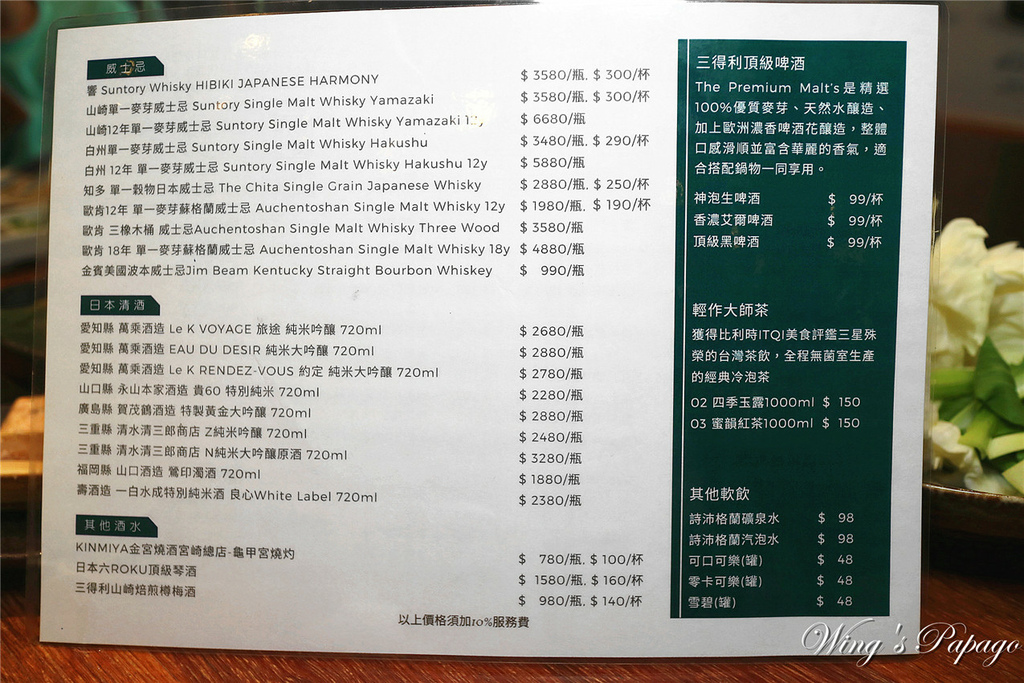 威士忌
響 Suntory Whisky HIBIKI JAPANESE HARMONY $ 3580/瓶, $ 300/杯
山崎單一麥芽威士忌 Suntory Single Malt Whisky Yamazaki $ 3580/瓶, $ 300/杯
山崎12年單一麥芽威士忌 Suntory Single Malt Whisky Yamazaki 12y $ 6680/瓶
白州單一麥芽威士忌 Suntory Single Malt Whisky Hakushu $ 3480/瓶, $ 290/杯
白州 12年 單一麥芽威士忌 Suntory Single Malt Whisky Hakushu 12y $ 5880/瓶
知多 單一穀物日本威士忌 The Chita Single Grain Japanese Whisky $ 2880/瓶, $ 250/杯
歐肯12年 單一麥芽蘇格蘭威士忌 Auchentoshan Single Malt Whisky 12y $ 1980/瓶, $ 190/杯
歐肯 三橡木桶 威士忌Auchentoshan Single Malt Whisky Three Wood $ 3580/瓶
歐肯 18年 單一麥芽蘇格蘭威士忌 Auchentoshan Single Malt Whisky 18y $ 4880/瓶
金賓美國波本威士忌Jim Beam Kentucky Straight Bourbon Whiskey $ 990/瓶
日本清酒
愛知縣 萬乘酒造 Le K VOYAGE 旅途 純米吟釀 720ml $ 2680/瓶
愛知縣 萬乘酒造 EAU DU DESIR 純米大吟釀 720ml $ 2880/瓶
愛知縣 萬乘酒造 Le K RENDEZ-VOUS 約定 純米大吟釀 720ml $ 2780/瓶
山口縣 永山本家酒造 貴60 特別純米 720ml $ 2280/瓶
廣島縣 賀茂鶴酒造 特製黃金大吟釀 720ml $ 2880/瓶
三重縣 清水清三郎商店 Z純米吟釀 720ml $ 2480/瓶
三重縣 清水清三郎商店 N純米大吟釀原酒 720ml $ 3280/瓶
福岡縣 山口酒造 鶯印濁酒 720ml $ 1880/瓶
壽酒造 一白水成特別純米酒 良心White Label 720ml $ 2380/瓶
其他酒水
KINMIYA金宮燒酒宮崎總店-龜甲宮燒灼 $ 780/瓶, $ 100/杯
日本六ROKU頂級琴酒 $ 1580/瓶, $ 160/杯
三得利山崎焙煎樽梅酒 $ 980/瓶, $ 140/杯
以上價格須加10%服務費
三得利頂級啤酒
The Premium Malt's是精選
100%優質麥芽、天然水釀造、
加上歐洲濃香啤酒花釀造，整體
口感滑順並富含華麗的香氣，適
合搭配鍋物一同享用。
神泡生啤酒 $ 99/杯
香濃艾爾啤酒 $ 99/杯
頂級黑啤酒 $ 99/杯
輕作大師茶
獲得比利時ITQI美食評鑑三星殊
榮的台灣茶飲，全程無菌室生產
的經典冷泡茶
02 四季玉露1000ml $ 150
03 蜜韻紅茶1000ml $ 150
其他軟飲
詩沛格蘭礦泉水 $ 98
詩沛格蘭汽泡水 $ 98
可口可樂(罐) $ 48
零卡可樂(罐) $ 48
雪碧(罐) $ 48
Wing's Papago